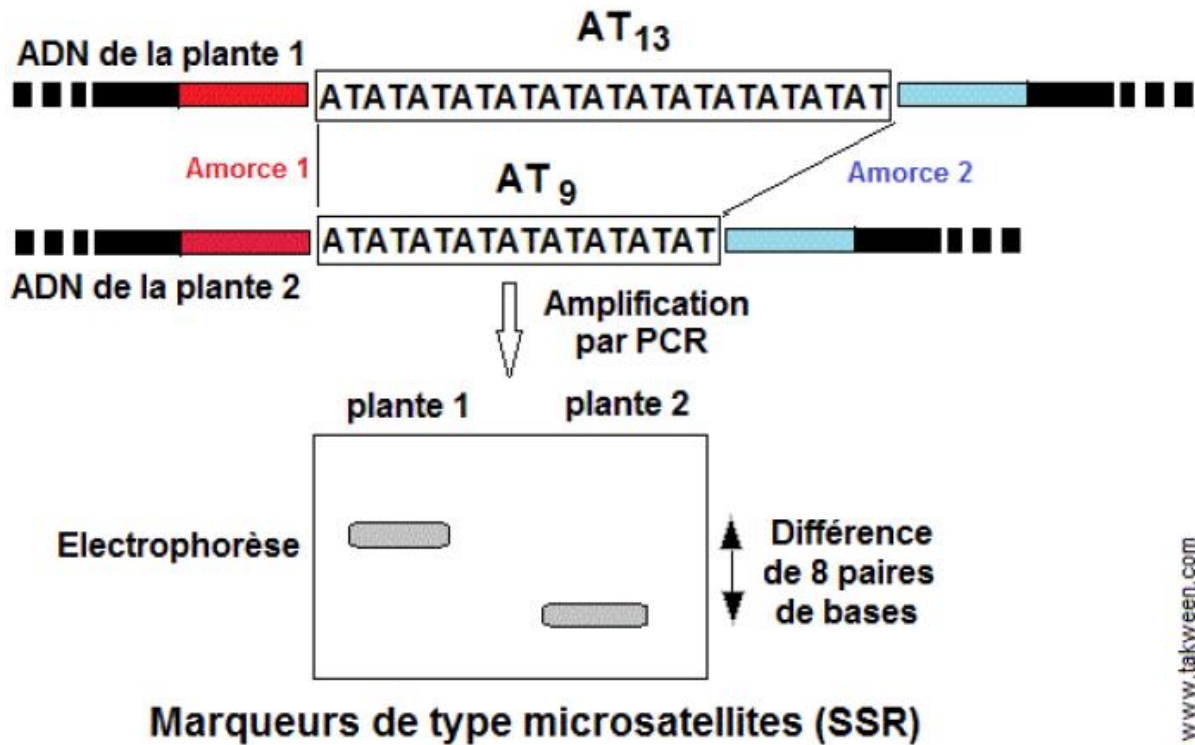 AT13
ADN de la plante 1
ATATATATATATATATATATATATAT
Amorce 1
AT9
Amorce 2
ATATATATATATATATAT
ADN de la plante 2
Amplification
par PCR
plante 1
plante 2
Electrophorèse
Différence
de 8 paires
de bases
Marqueurs de type microsatellites (SSR)
www.takween.com